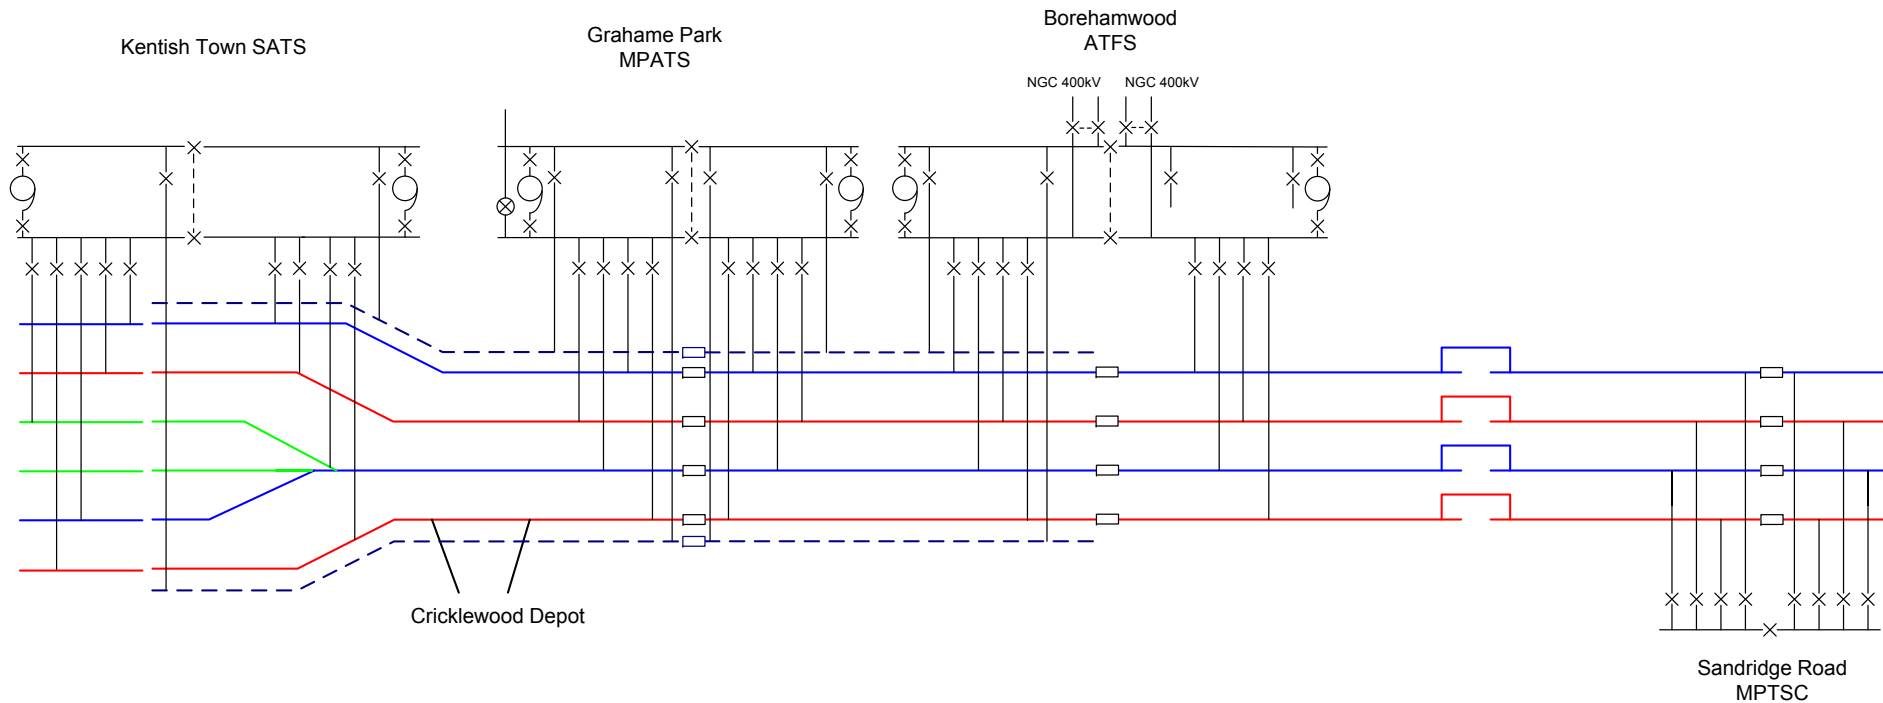 Kentish Town SATS
Grahame Park
MPATS
Borehamwood
ATFS
NGC 400kV
NGC 400kV
Cricklewood Depot
Sandridge Road
MPTSC